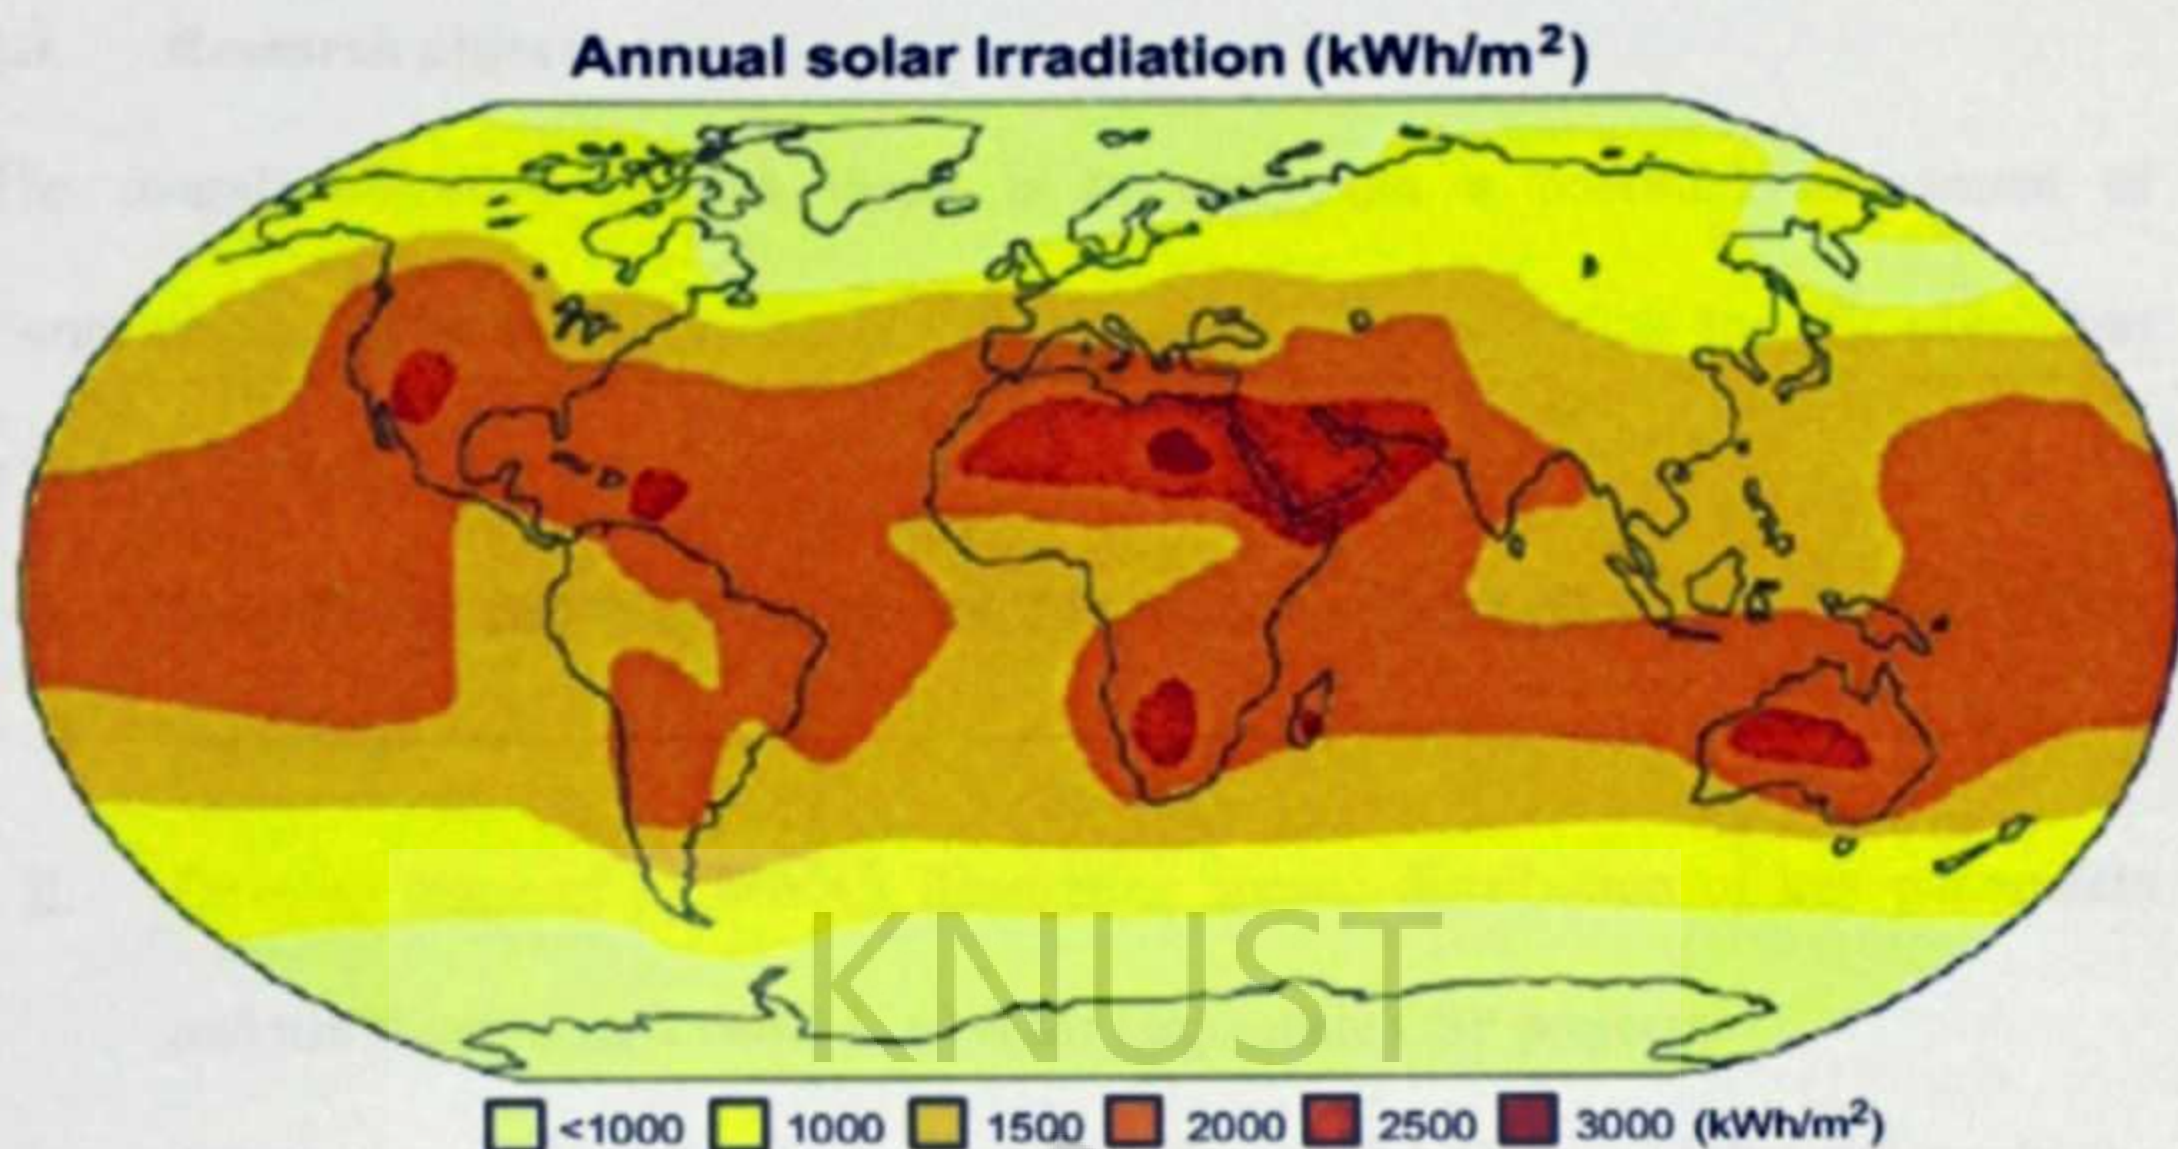 Annual solar Irradiation (kWh/m²)
KNUST
<1000 1000 1500 2000 2500 3000 (kWh/m²)